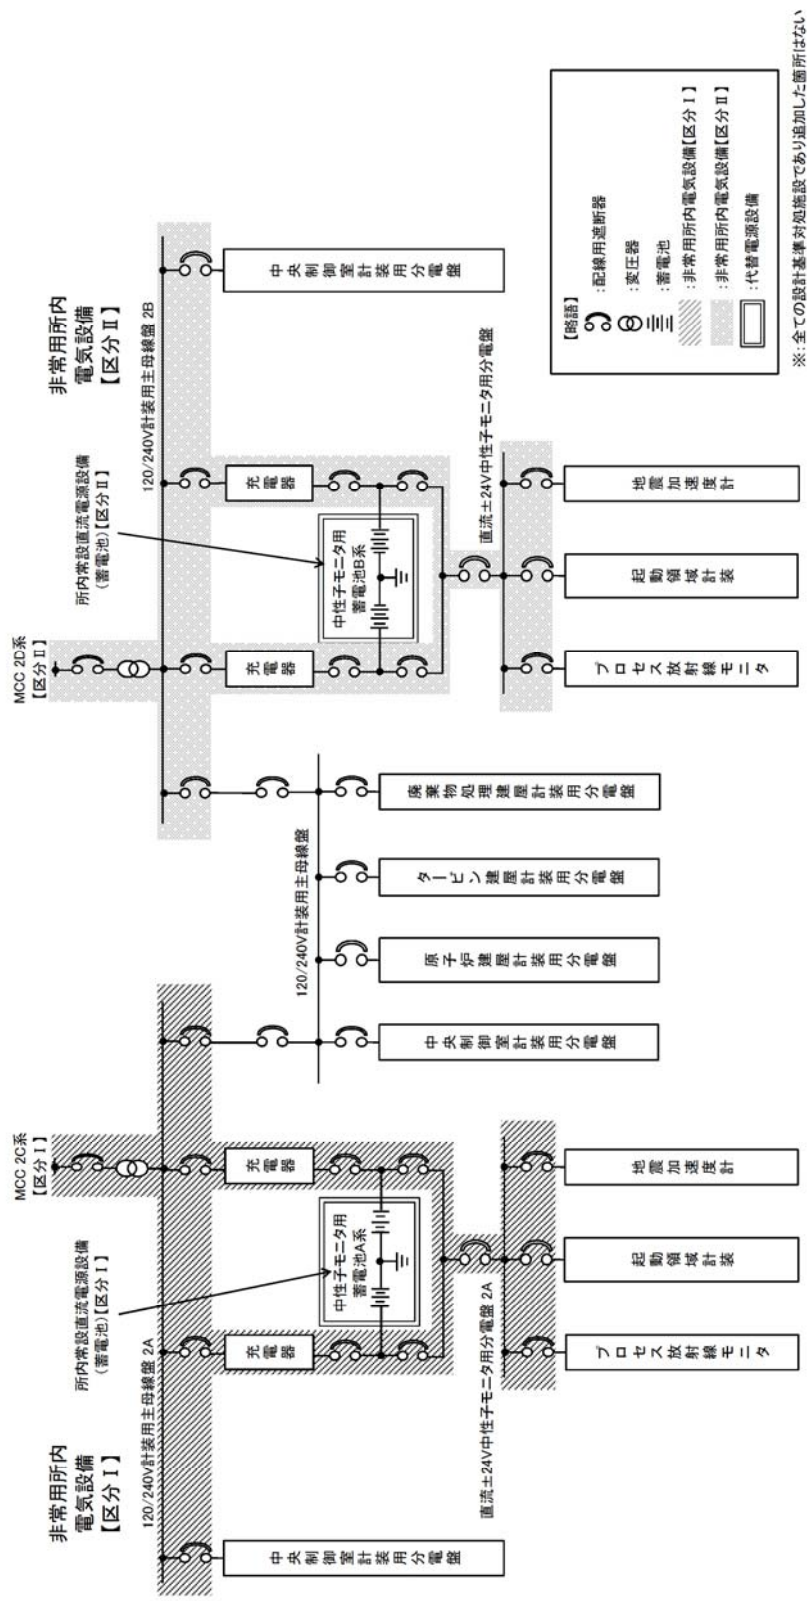 非常用所内
電気設備
【区分Ⅰ】
120/240V計装用主母線盤 2A
所内常設直流電源設備
(蓄電池)【区分Ⅰ】
MCC 2C系
【区分Ⅰ】
中央制御室計装用分電盤
充電器
充電器
中性子モニタ用
蓄電池A系
直流±24V中性子モニタ用分電盤 2A
プロセス放射線モニタ
起動領域計装
地震加速度計
120/240V計装用主母線盤
中央制御室計装用分電盤
原子炉建屋計装用分電盤
タービン建屋計装用分電盤
廃棄物処理建屋計装用分電盤
MCC 2D系
【区分Ⅱ】
所内常設直流電源設備
(蓄電池)【区分Ⅱ】
非常用所内
電気設備
【区分Ⅱ】
120/240V計装用主母線盤 2B
充電器
充電器
中性子モニタ用
蓄電池B系
中央制御室計装用分電盤
直流±24V中性子モニタ用分電盤
プロセス放射線モニタ
起動領域計装
地震加速度計
【略語】
:配線用遮断器
:変圧器
:蓄電池
:非常用所内電気設備【区分Ⅰ】
:非常用所内電気設備【区分Ⅱ】
:代替電源設備
※:全ての設計基準対処施設であり追加した箇所はない